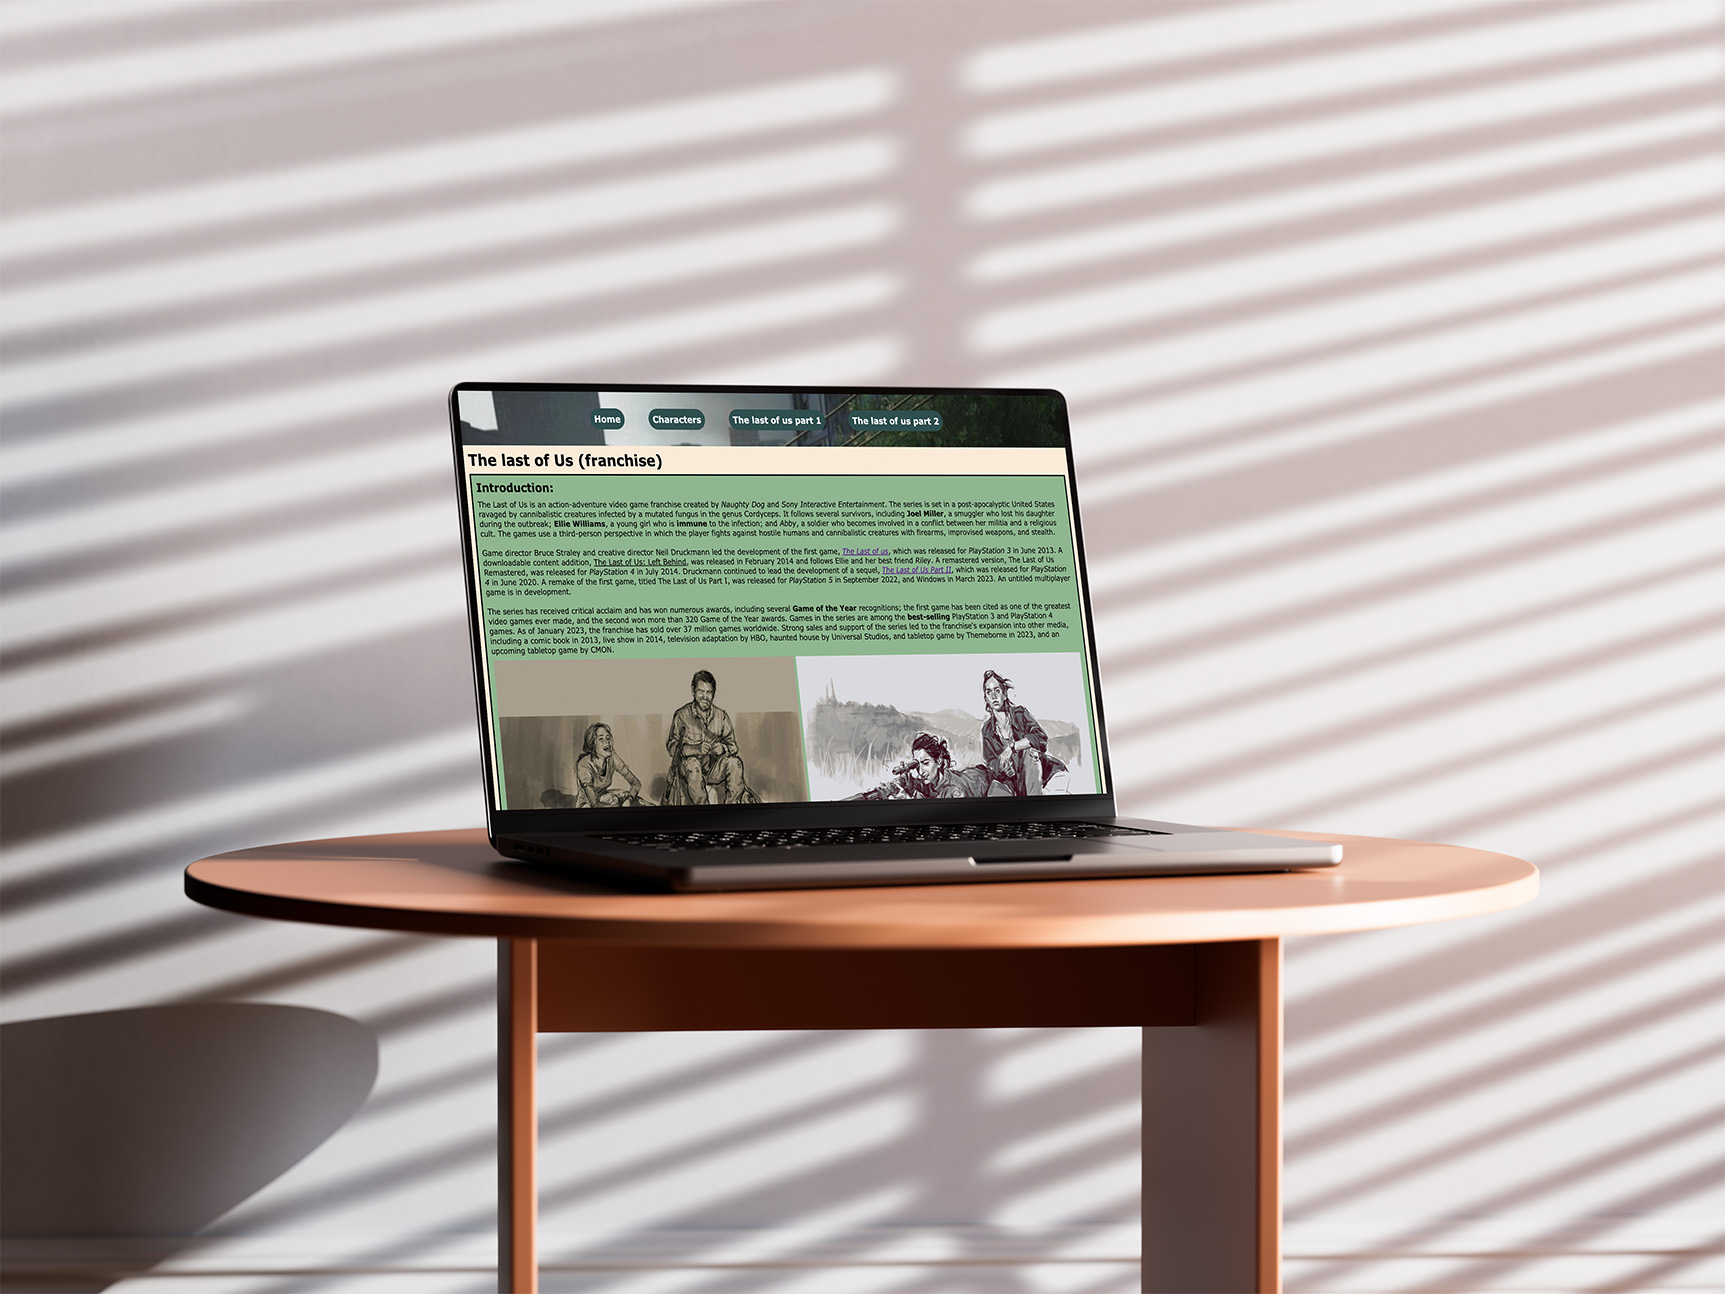 Home Characters The last of us part 1 The last of us part 2
The last of Us (franchise)
Introduction:
The Last of Us is an action-adventure video game franchise created by Naughty Dog and Sony Interactive Entertainment. The series is set in a post-apocalyptic United States
ravaged by cannibalistic creatures infected by a mutated fungus in the genus Cordyceps. It follows several survivors, including Joel Miller, a smuggler who lost his daughter
during the outbreak; Ellie Williams, a young girl who is immune to the infection; and Abby, a soldier who becomes involved in a conflict between her militia and a religious
cult. The games use a third-person perspective in which the player fights against hostile humans and cannibalistic creatures with firearms, improvised weapons, and stealth.
Game director Bruce Straley and creative director Neil Druckmann led the development of the first game, The Last of us, which was released for PlayStation 3 in June 2013. A
downloadable content addition, The Last of Us: Left Behind, was released in February 2014 and follows Ellie and her best friend Riley. A remastered version, The Last of Us
Remastered, was released for PlayStation 4 in July 2014. Druckmann continued to lead the development of a sequel, The Last of Us Part II, which was released for PlayStation
4 in June 2020. A remake of the first game, titled The Last of Us Part I, was released for PlayStation 5 in September 2022, and Windows in March 2023. An untitled multiplayer
game is in development.
The series has received critical acclaim and has won numerous awards, including several Game of the Year recognitions; the first game has been cited as one of the greatest
video games ever made, and the second won more than 320 Game of the Year awards. Games in the series are among the best-selling PlayStation 3 and PlayStation 4
games. As of January 2023, the franchise has sold over 37 million games worldwide. Strong sales and support of the series led to the franchise's expansion into other media,
including a comic book in 2013, live show in 2014, television adaptation by HBO, haunted house by Universal Studios, and tabletop game by Themeborne in 2023, and an
upcoming tabletop game by CMON.